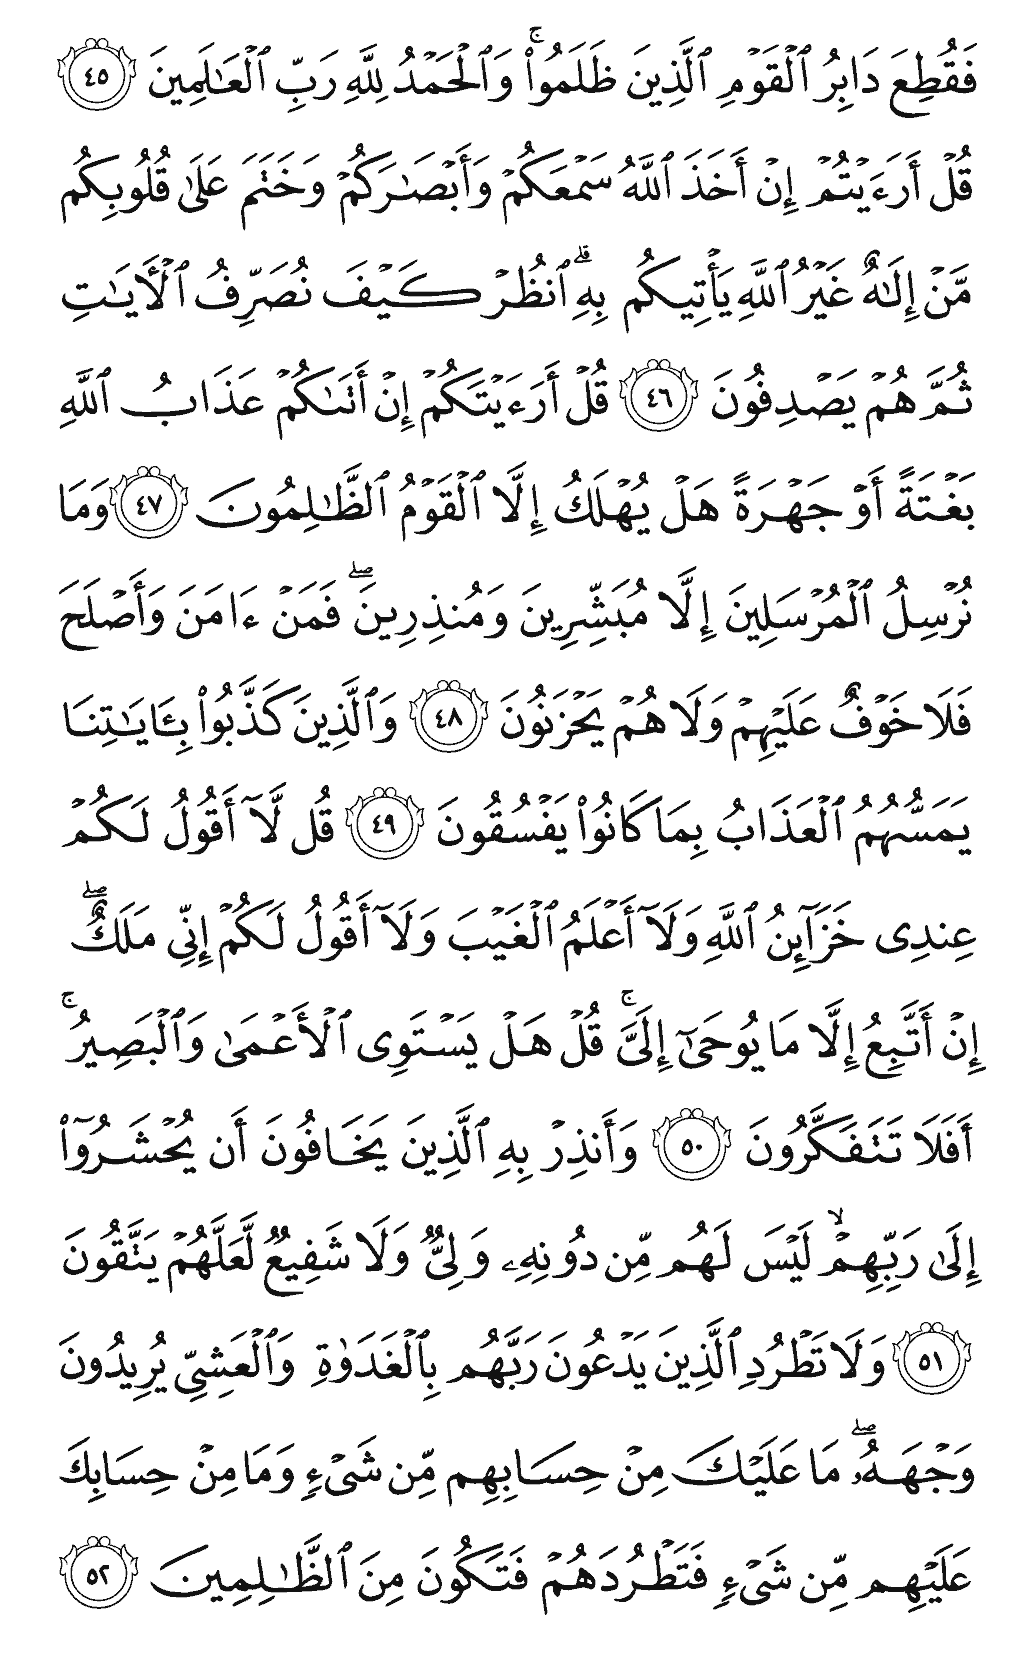 فَقُطِعَ دَابِرُ ٱلْقَوْمِ ٱلَّذِينَ ظَلَمُوا۟ ۚ وَٱلْحَمْدُ لِلَّهِ رَبِّ ٱلْعَـٰلَمِينَ ٤٥
قُلْ أَرَءَيْتُمْ إِنْ أَخَذَ ٱللَّهُ سَمْعَكُمْ وَأَبْصَـٰرَكُمْ وَخَتَمَ عَلَىٰ قُلُوبِكُم
مَّنْ إِلَـٰهٌ غَيْرُ ٱللَّهِ يَأْتِيكُم بِهِ ۗ ٱنظُرْ كَيْفَ نُصَرِّفُ ٱلْـَٔايَـٰتِ
ثُمَّ هُمْ يَصْدِفُونَ ٤٦ قُلْ أَرَءَيْتَكُمْ إِنْ أَتَىٰكُمْ عَذَابُ ٱللَّهِ
بَغْتَةً أَوْ جَهْرَةً هَلْ يُهْلَكُ إِلَّا ٱلْقَوْمُ ٱلظَّـٰلِمُونَ ٤٧ وَمَا
نُرْسِلُ ٱلْمُرْسَلِينَ إِلَّا مُبَشِّرِينَ وَمُنذِرِينَ ۖ فَمَنْ ءَامَنَ وَأَصْلَحَ
فَلَا خَوْفٌ عَلَيْهِمْ وَلَا هُمْ يَحْزَنُونَ ٤٨ وَٱلَّذِينَ كَذَّبُوا۟ بِـَٔايَـٰتِنَا
يَمَسُّهُمُ ٱلْعَذَابُ بِمَا كَانُوا۟ يَفْسُقُونَ ٤٩ قُل لَّآ أَقُولُ لَكُمْ
عِندِى خَزَآئِنُ ٱللَّهِ وَلَآ أَعْلَمُ ٱلْغَيْبَ وَلَآ أَقُولُ لَكُمْ إِنِّى مَلَكٌ ۖ
إِنْ أَتَّبِعُ إِلَّا مَا يُوحَىٰٓ إِلَىَّ ۚ قُلْ هَلْ يَسْتَوِى ٱلْأَعْمَىٰ وَٱلْبَصِيرُ ۚ
أَفَلَا تَتَفَكَّرُونَ ٥٠ وَأَنذِرْ بِهِ ٱلَّذِينَ يَخَافُونَ أَن يُحْشَرُوٓا۟
إِلَىٰ رَبِّهِمْ ۙ لَيْسَ لَهُم مِّن دُونِهِۦ وَلِىٌّ وَلَا شَفِيعٌ لَّعَلَّهُمْ يَتَّقُونَ
٥١ وَلَا تَطْرُدِ ٱلَّذِينَ يَدْعُونَ رَبَّهُم بِٱلْغَدَوٰةِ وَٱلْعَشِىِّ يُرِيدُونَ
وَجْهَهُۥ ۖ مَا عَلَيْكَ مِنْ حِسَابِهِم مِّن شَىْءٍ وَمَا مِنْ حِسَابِكَ
عَلَيْهِم مِّن شَىْءٍ فَتَطْرُدَهُمْ فَتَكُونَ مِنَ ٱلظَّـٰلِمِينَ ٥٢